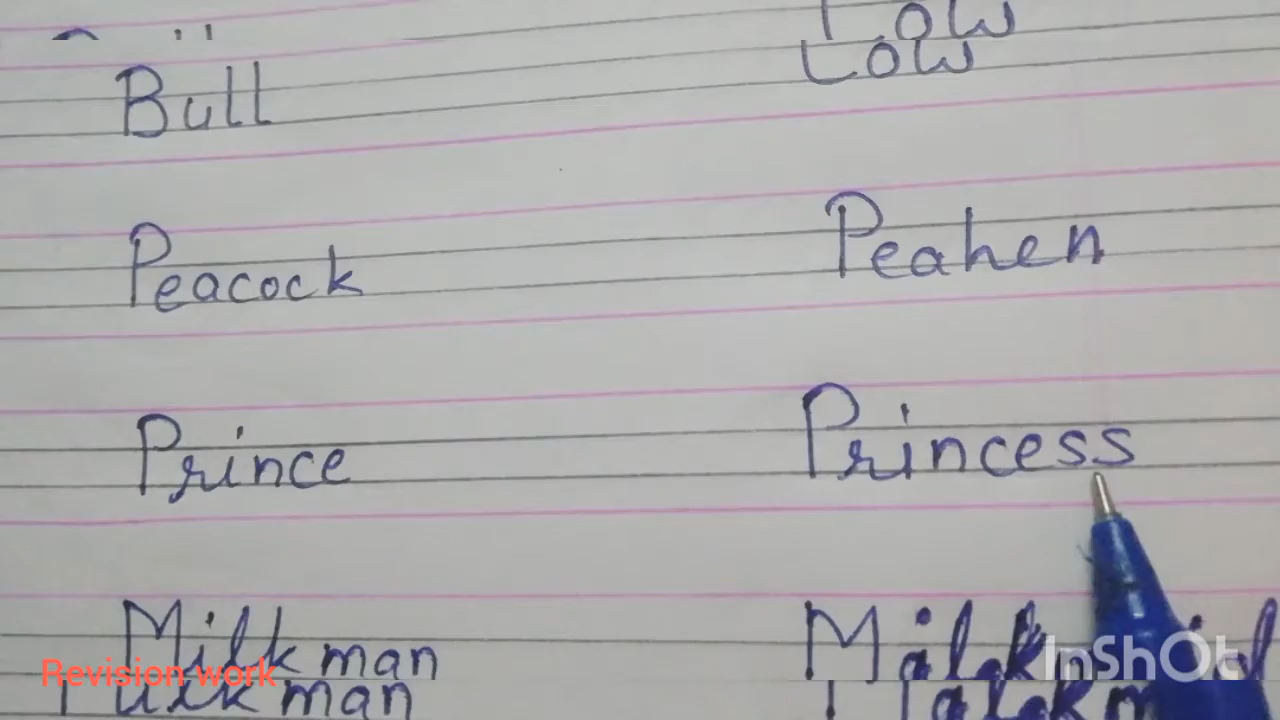 Bull Cow
Peacock Peahen
Prince Princess
Milkman
Revision work
InShOt